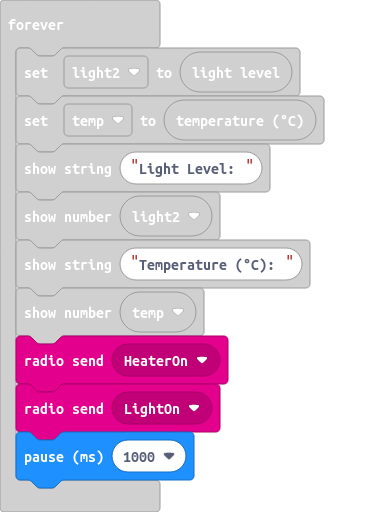 forever
set light2 to light level
set temp to temperature (°C)
show string "Light Level: "
show number light2
show string "Temperature (°C): "
show number temp
radio send HeaterOn
radio send LightOn
pause (ms) 1000